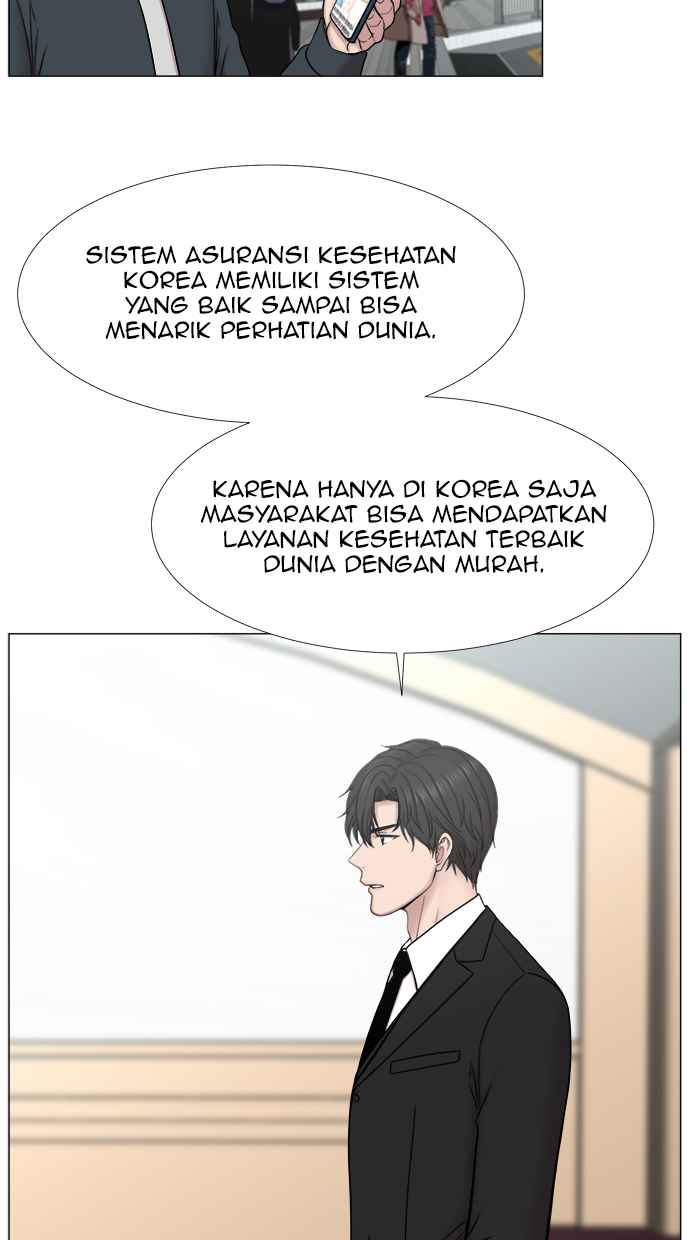 SISTEM ASURANSI KESEHATAN
KOREA MEMILIKI SISTEM
YANG BAIK SAMPAI BISA
MENARIK PERHATIAN DUNIA.
KARENA HANYA DI KOREA SAJA
MASYARAKAT BISA MENDAPATKAN
LAYANAN KESEHATAN TERBAIK
DUNIA DENGAN MURAH.